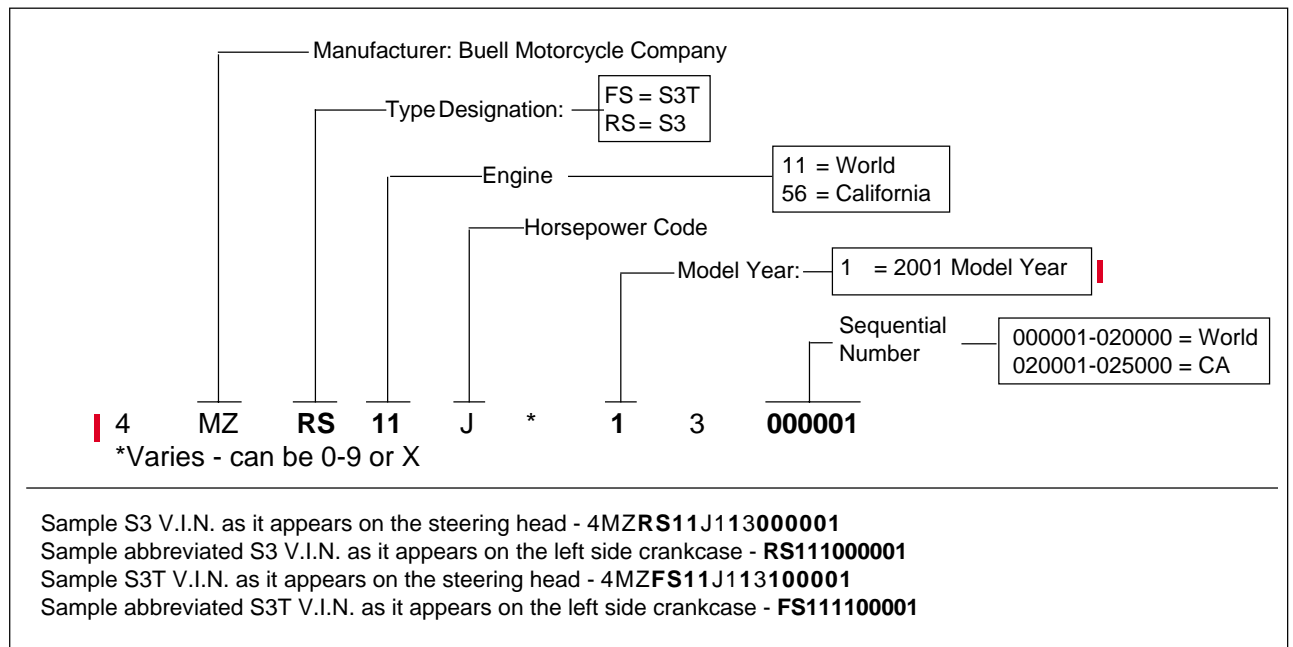 Manufacturer: Buell Motorcycle Company
Type Designation:
FS = S3T
RS = S3
Engine
11 = World
56 = California
Horsepower Code
Model Year:
1 = 2001 Model Year
Sequential
Number
000001-020000 = World
020001-025000 = CA
4 MZ RS 11 J * 1 3 000001
*Varies - can be 0-9 or X
Sample S3 V.I.N. as it appears on the steering head - 4MZRS11J113000001
Sample abbreviated S3 V.I.N. as it appears on the left side crankcase - RS111000001
Sample S3T V.I.N. as it appears on the steering head - 4MZFS11J113100001
Sample abbreviated S3T V.I.N. as it appears on the left side crankcase - FS111100001